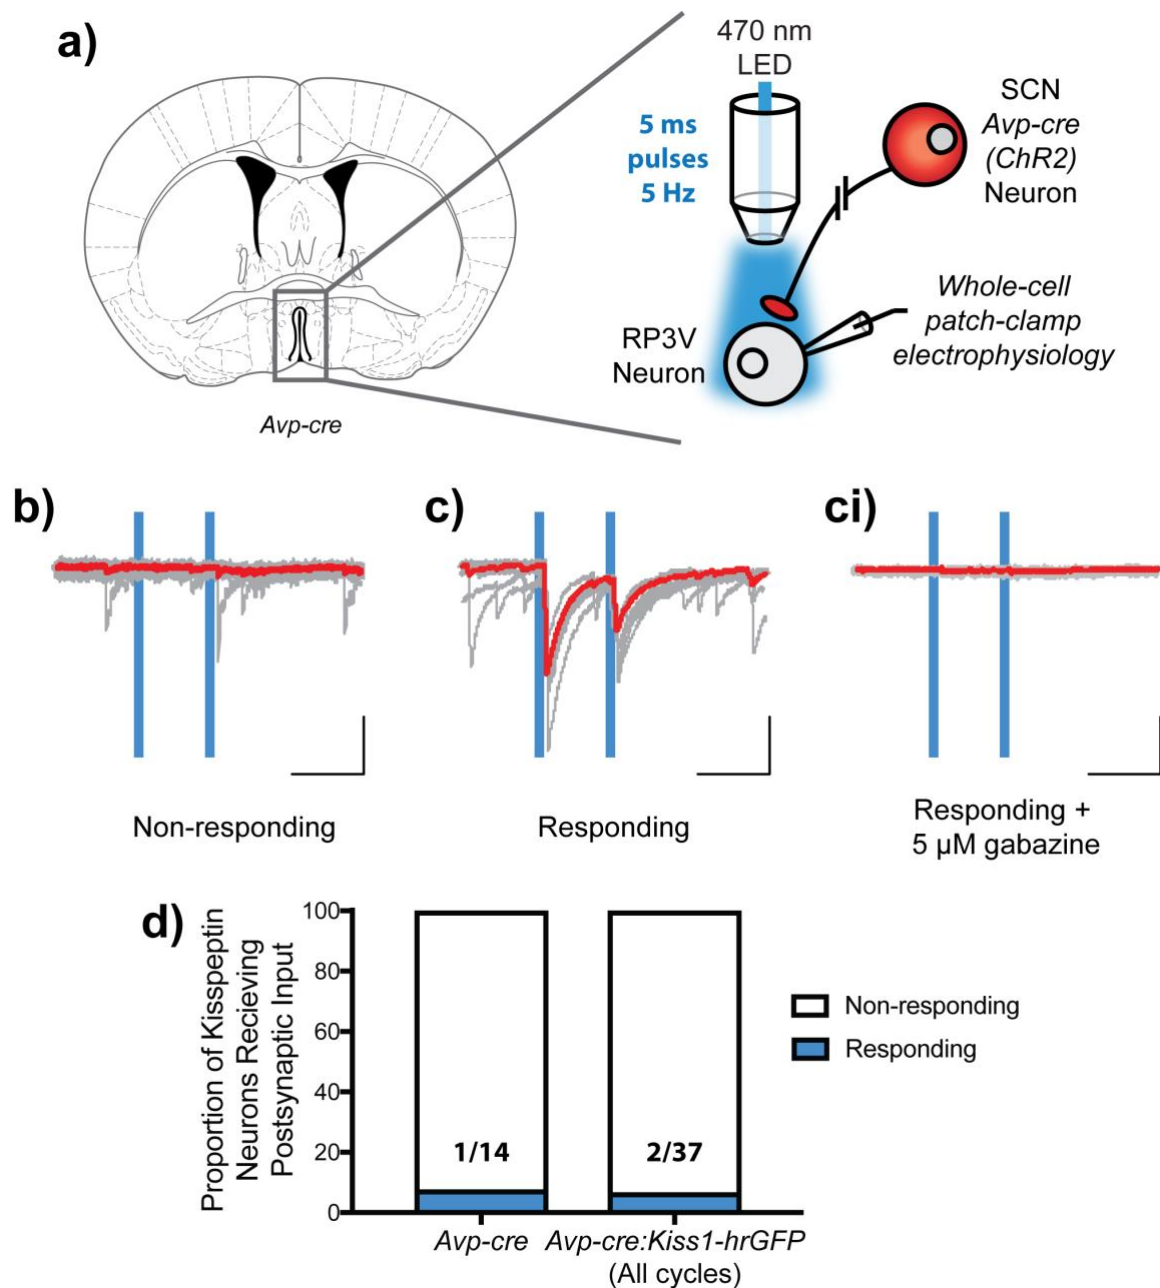 a)
470 nm
LED
5 ms
pulses
5 Hz
SCN
Avp-cre
(ChR2)
Neuron
Whole-cell
patch-clamp
electrophysiology
RP3V
Neuron
Avp-cre
b)
c)
ci)
Non-responding
Responding
Responding +
5 µM gabazine
d)
Proportion of Kisspeptin
Neurons Recieving
Postsynaptic Input
100
80
60
40
20
0
1/14
2/37
Avp-cre
Avp-cre:Kiss1-hrGFP
(All cycles)
Non-responding
Responding